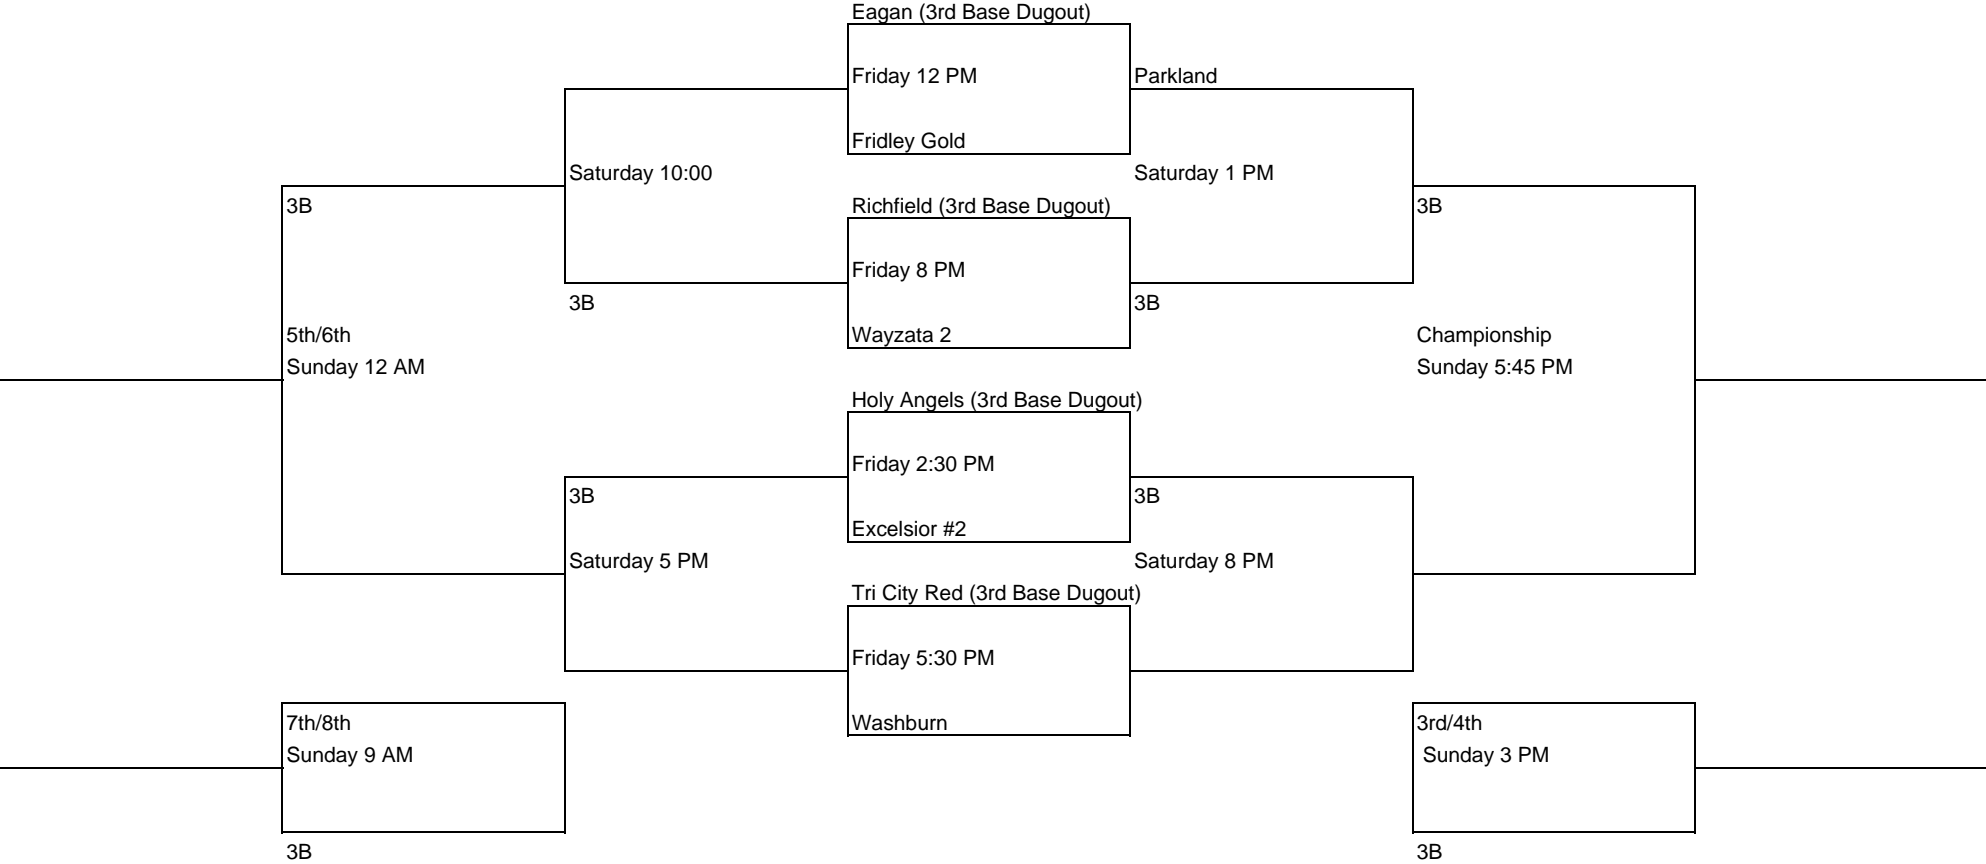 Eagan (3rd Base Dugout)
Friday 12 PM
Parkland
Fridley Gold
Saturday 10:00
Saturday 1 PM
3B
Richfield (3rd Base Dugout)
3B
Friday 8 PM
3B
3B
5th/6th
Wayzata 2
Championship
Sunday 12 AM
Sunday 5:45 PM
Holy Angels (3rd Base Dugout)
Friday 2:30 PM
3B
3B
Excelsior #2
Saturday 5 PM
Saturday 8 PM
Tri City Red (3rd Base Dugout)
Friday 5:30 PM
7th/8th
Washburn
3rd/4th
Sunday 9 AM
Sunday 3 PM
3B
3B